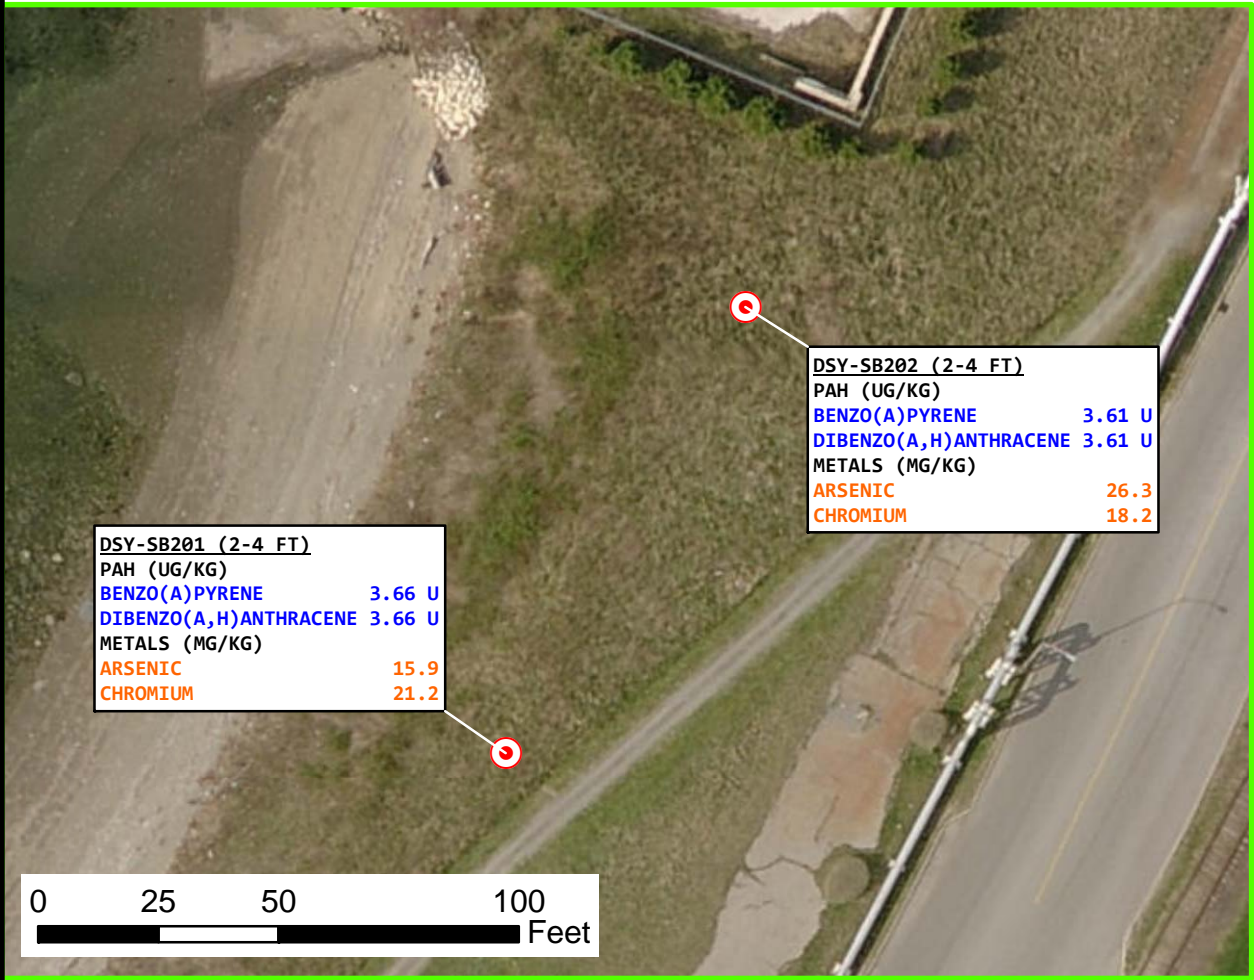 DSY-SB202 (2-4 FT)
PAH (UG/KG)
BENZO(A)PYRENE 3.61 U
DIBENZO(A,H)ANTHRACENE 3.61 U
METALS (MG/KG)
ARSENIC 26.3
CHROMIUM 18.2
DSY-SB201 (2-4 FT)
PAH (UG/KG)
BENZO(A)PYRENE 3.66 U
DIBENZO(A,H)ANTHRACENE 3.66 U
METALS (MG/KG)
ARSENIC 15.9
CHROMIUM 21.2
0 25 50 100
Feet